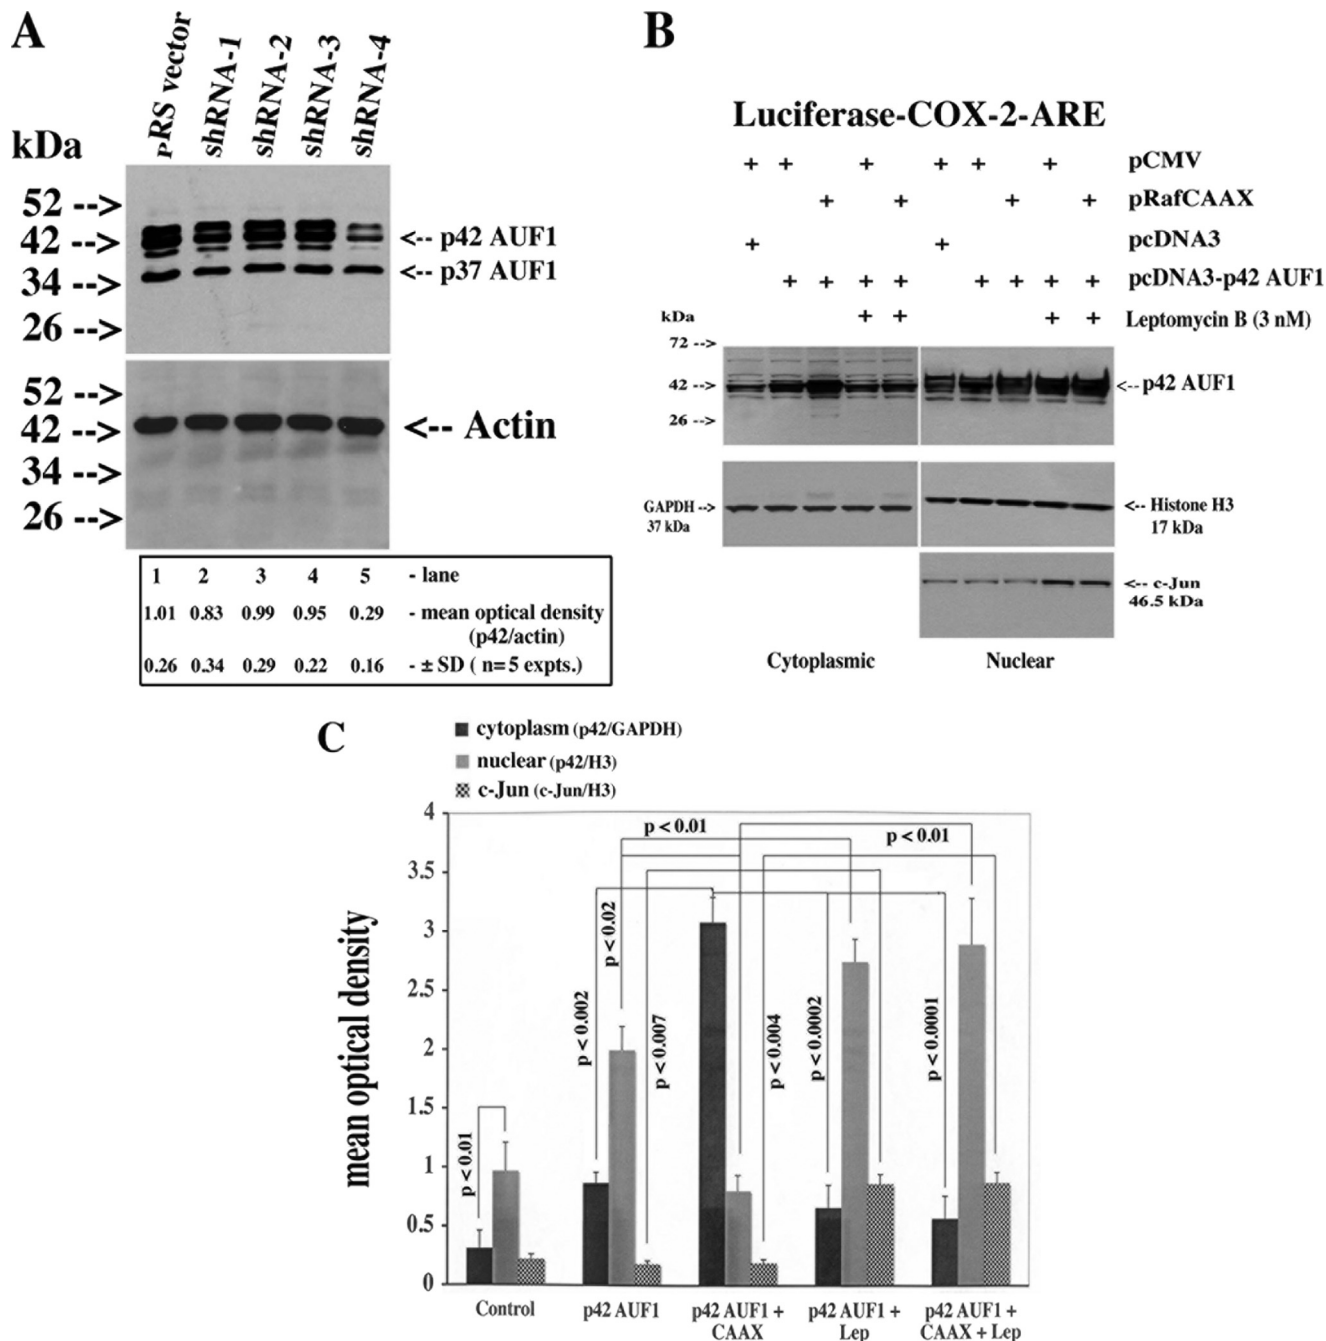 A
pRS vector
shRNA-1
shRNA-2
shRNA-3
shRNA-4
kDa
52 -->
42 -->
34 -->
26 -->
<-- p42 AUF1
<-- p37 AUF1
52 -->
42 -->
34 -->
26 -->
<-- Actin
1 2 3 4 5 - lane
1.01 0.83 0.99 0.95 0.29 - mean optical density
(p42/actin)
0.26 0.34 0.29 0.22 0.16 - ± SD ( n= 5 expts.)
B
Luciferase-COX-2-ARE
+ + + + + + + pCMV
+ + + + pRafCAAX
+ + pcDNA3
+ + + + + + + + pcDNA3-p42 AUF1
+ + + + Leptomycin B (3 nM)
kDa
72 -->
42 -->
26 -->
<-- p42 AUF1
GAPDH -->
37 kDa
<-- Histone H3
17 kDa
<-- c-Jun
46.5 kDa
Cytoplasmic Nuclear
C
cytoplasm (p42/GAPDH)
nuclear (p42/H3)
c-Jun (c-Jun/H3)
mean optical density
4
3.5
3
2.5
2
1.5
1
0.5
0
p < 0.01
p < 0.002
p < 0.02
p < 0.007
p < 0.01
p < 0.004
p < 0.0002
p < 0.01
p < 0.0001
Control
p42 AUF1
p42 AUF1 +
CAAX
p42 AUF1 +
Lep
p42 AUF1 +
CAAX + Lep